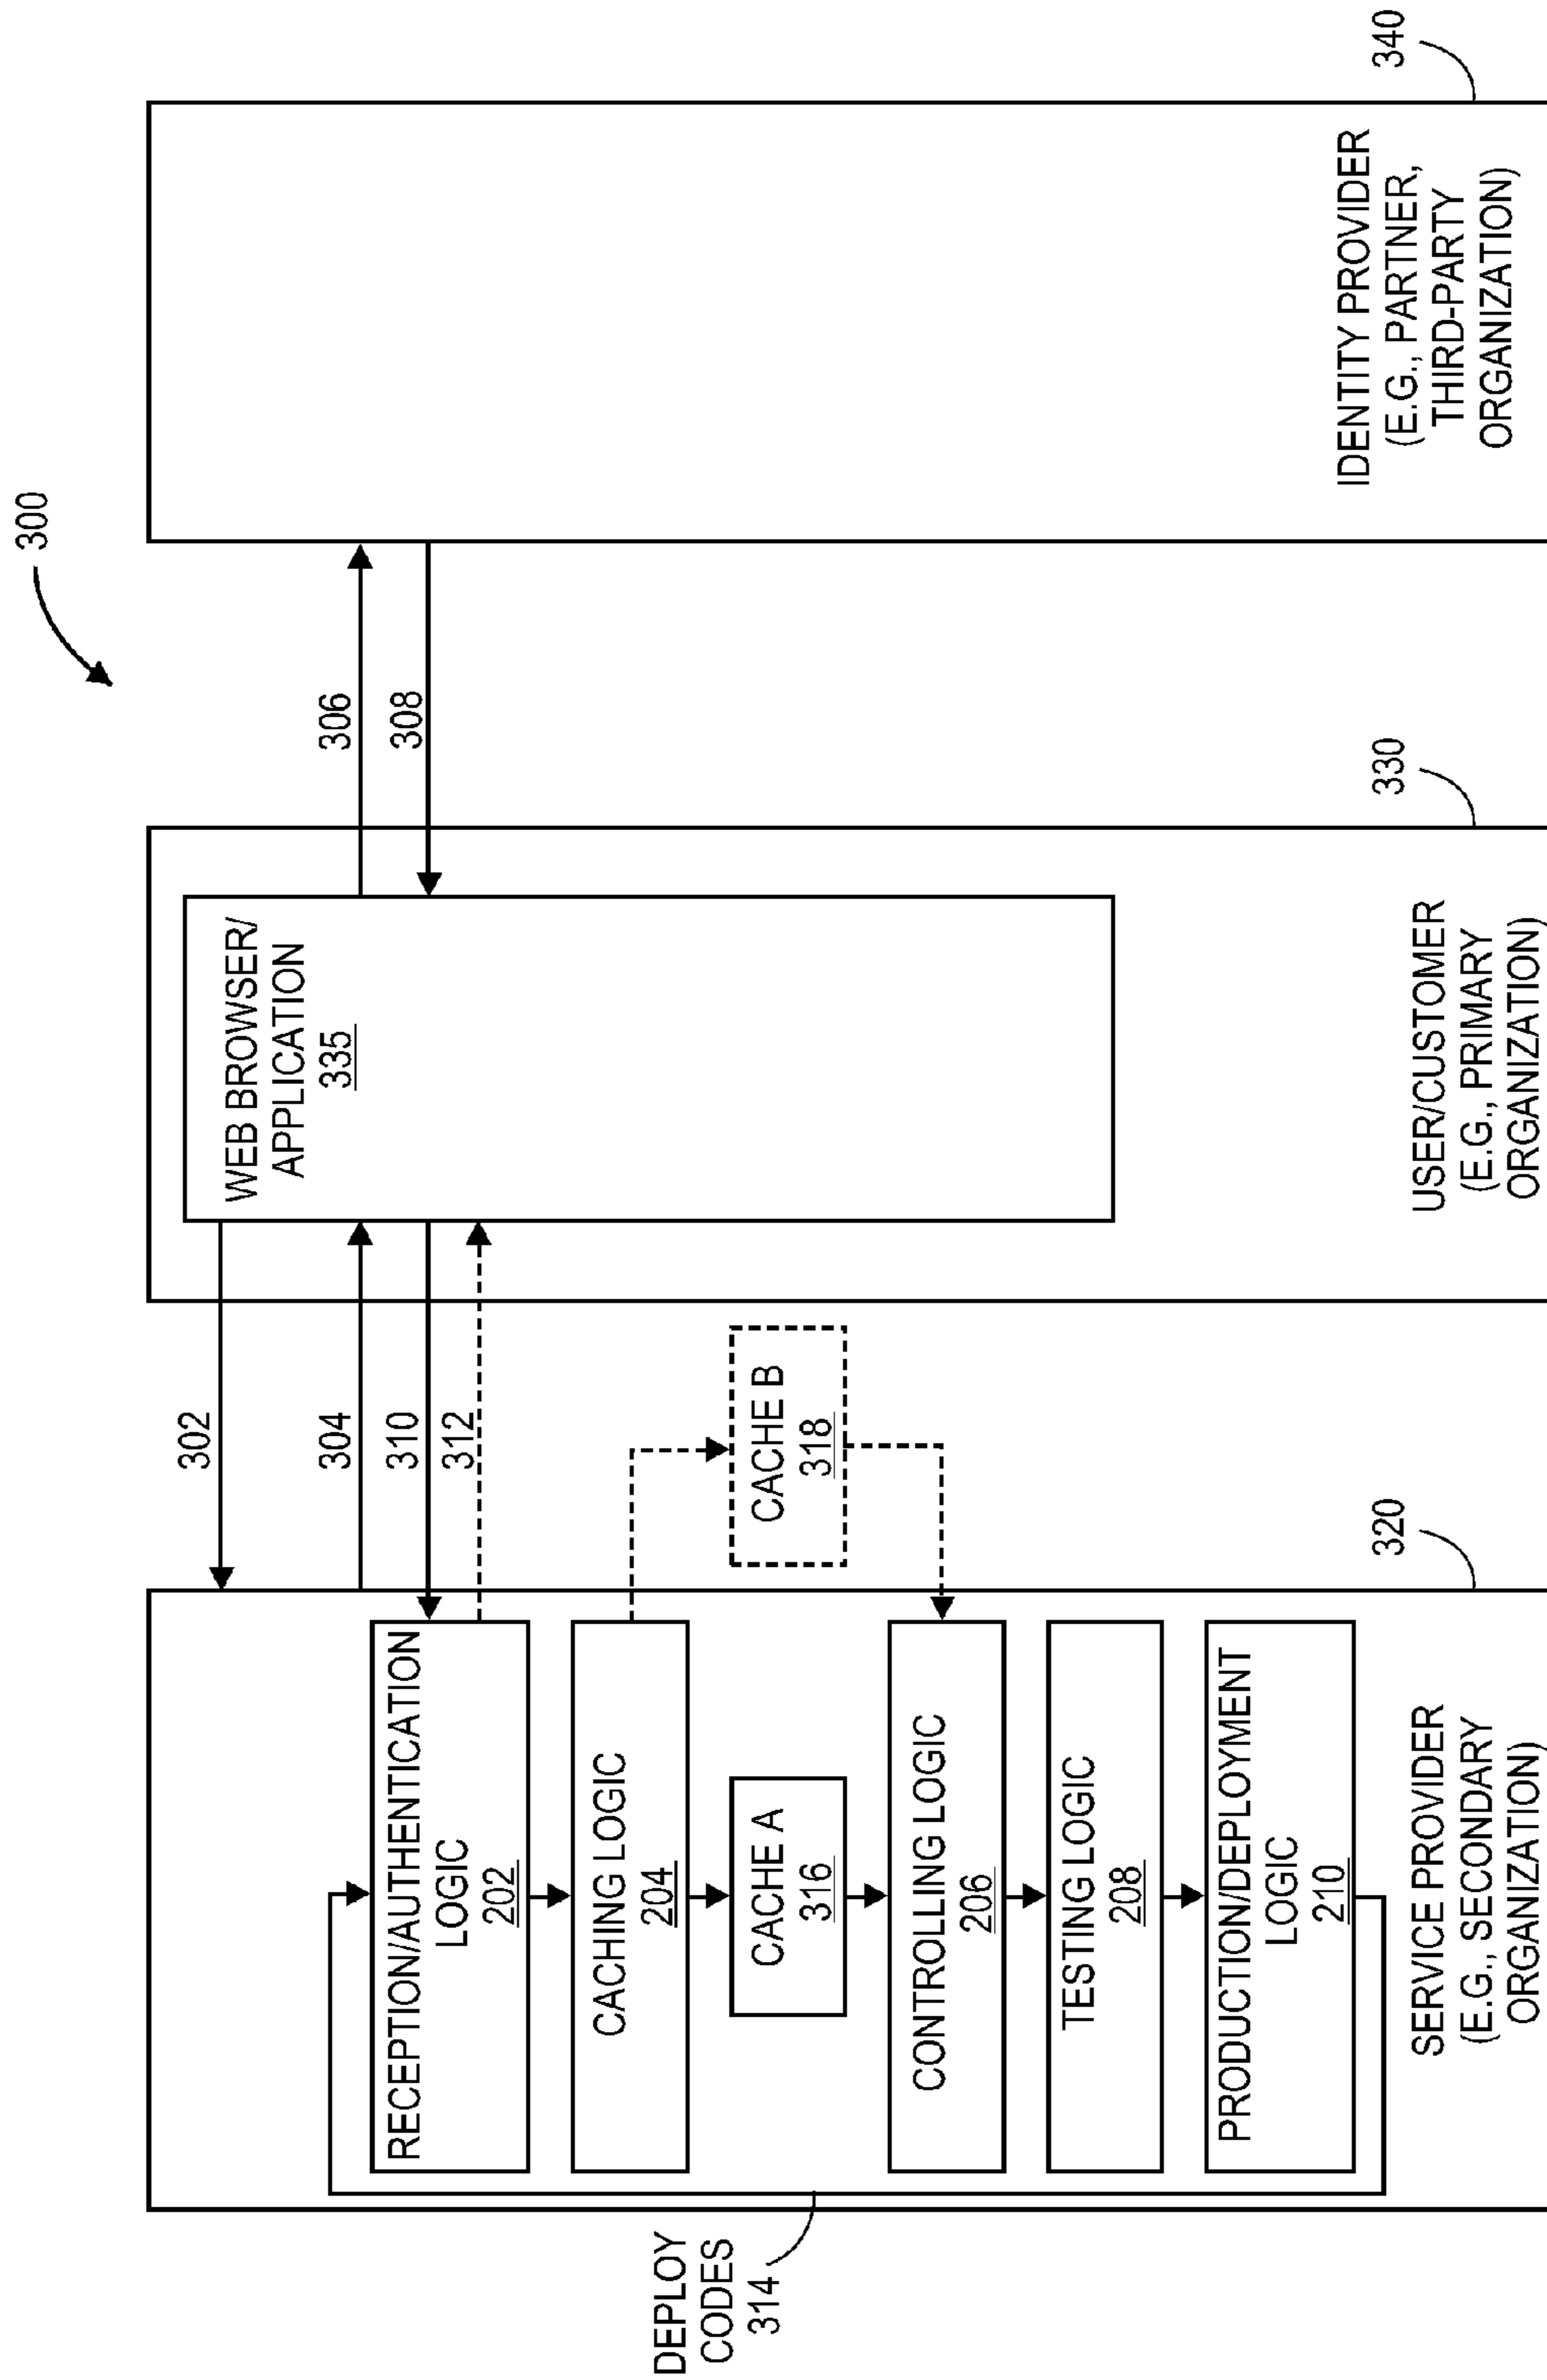 300
302
304
310
312
306
308
RECEPTION/AUTHENTICATION
LOGIC
202
CACHING LOGIC
204
CACHE A
316
CONTROLLING LOGIC
206
TESTING LOGIC
208
PRODUCTION/DEPLOYMENT
LOGIC
210
DEPLOY
CODES
314
SERVICE PROVIDER
(E.G., SECONDARY
ORGANIZATION)
320
CACHE B
318
WEB BROWSER/
APPLICATION
335
USER/CUSTOMER
(E.G., PRIMARY
ORGANIZATION)
330
IDENTITY PROVIDER
(E.G., PARTNER,
THIRD-PARTY
ORGANIZATION)
340